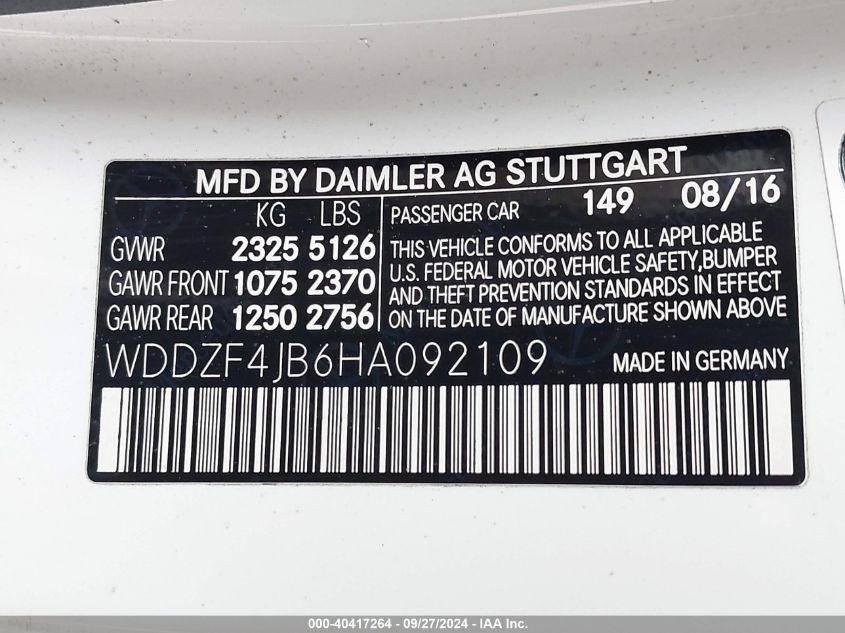 MFD BY DAIMLER AG STUTTGART
KG LBS
GVWR 2325 5126
GAWR FRONT 1075 2370
GAWR REAR 1250 2756
PASSENGER CAR 149 08/16
THIS VEHICLE CONFORMS TO ALL APPLICABLE
U.S. FEDERAL MOTOR VEHICLE SAFETY,BUMPER
AND THEFT PREVENTION STANDARDS IN EFFECT
ON THE DATE OF MANUFACTURE SHOWN ABOVE
WDDZF4JB6HA092109 MADE IN GERMANY
000-40417264 - 09/27/2024 - IAA Inc.